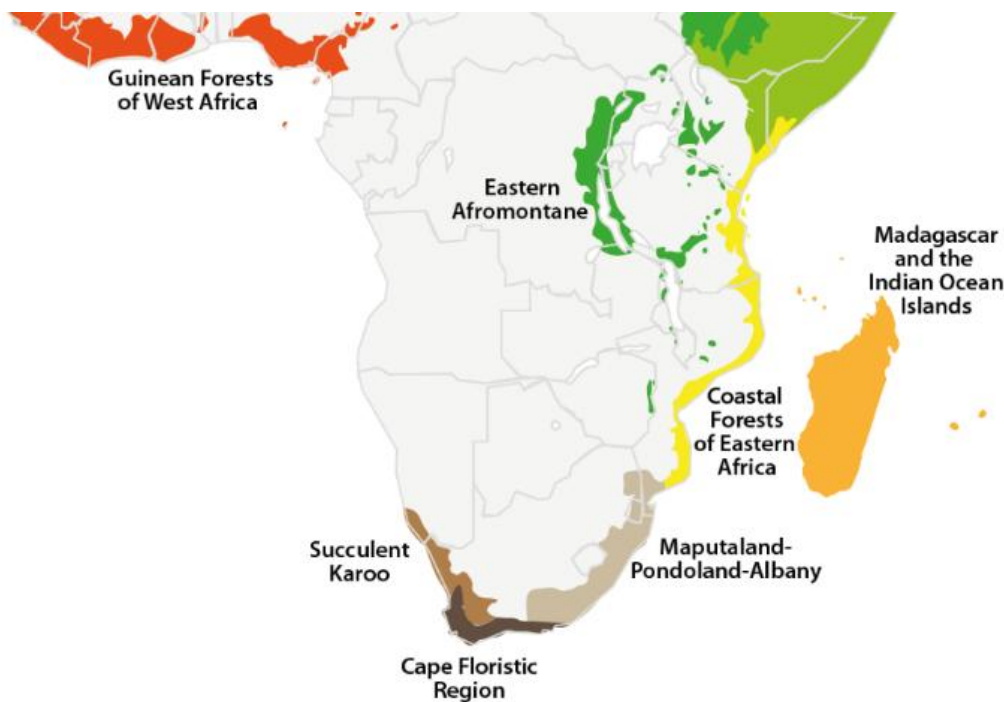 Guinean Forests
of West Africa
Eastern
Afromontane
Madagascar
and the
Indian Ocean
Islands
Coastal
Forests
of Eastern
Africa
Succulent
Karoo
Maputaland-
Pondoland-Albany
Cape Floristic
Region